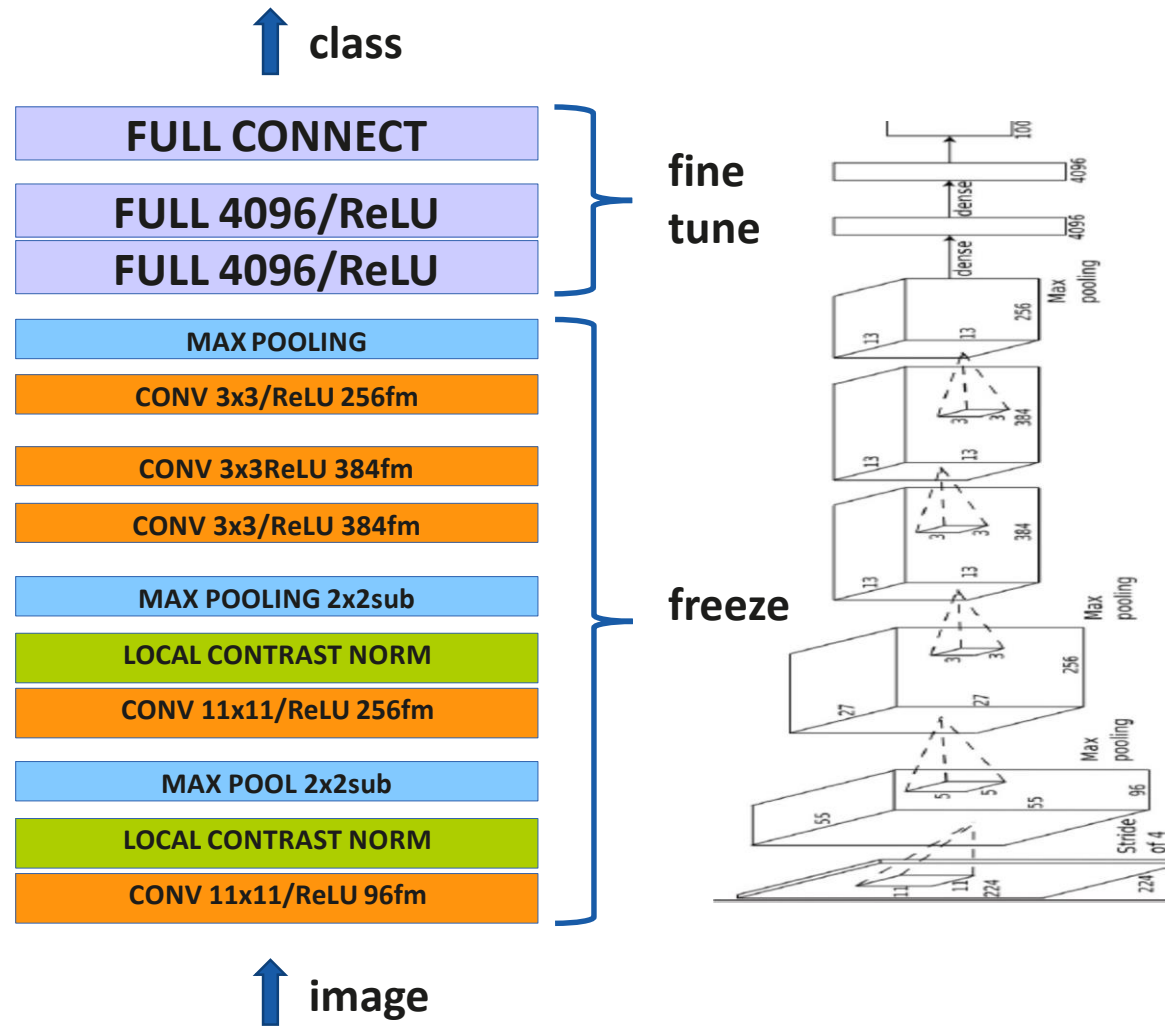 class
FULL CONNECT
FULL 4096/ReLU
FULL 4096/ReLU
fine
tune
MAX POOLING
CONV 3x3/ReLU 256fm
CONV 3x3ReLU 384fm
CONV 3x3/ReLU 384fm
MAX POOLING 2x2sub
LOCAL CONTRAST NORM
CONV 11x11/ReLU 256fm
MAX POOL 2x2sub
LOCAL CONTRAST NORM
CONV 11x11/ReLU 96fm
freeze
image
100
4096
dense
4096
dense
Max
pooling
256
13
13
3
3
384
13
13
3
3
384
13
13
Max
pooling
3
3
256
27
27
Max
pooling
5
5
96
55
55
Stride
of 4
11
11
224
224